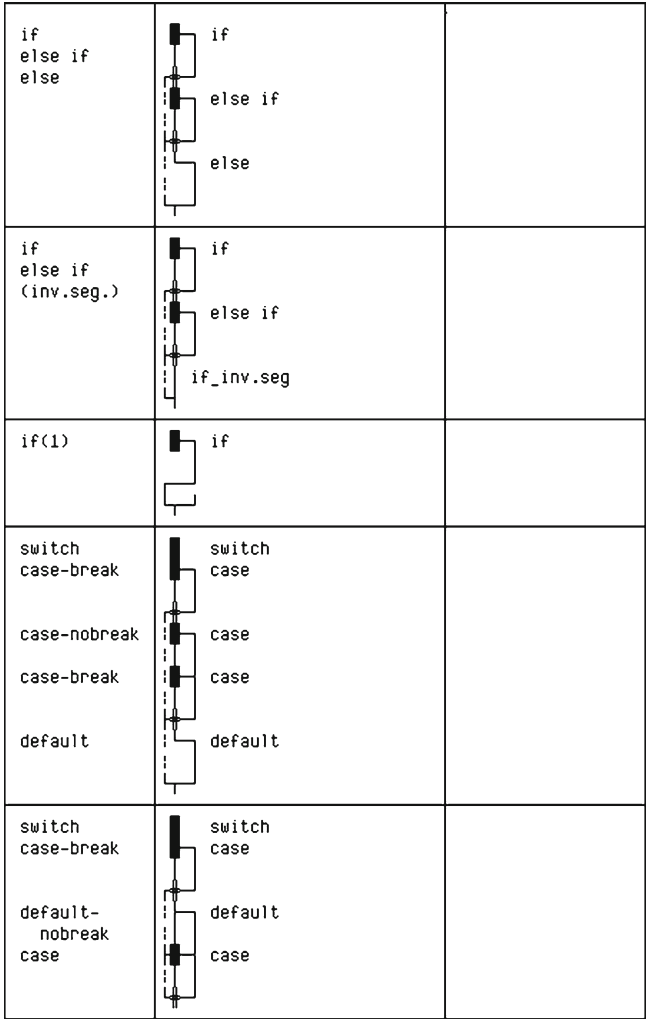 if if
else if
else
else if
else
if if
else if
(inv.seg.)
else if
if_inv.seg
if(1) if
switch switch
case-break case
case-nobreak case
case-break case
default default
switch switch
case-break case
default- default
nobreak
case case